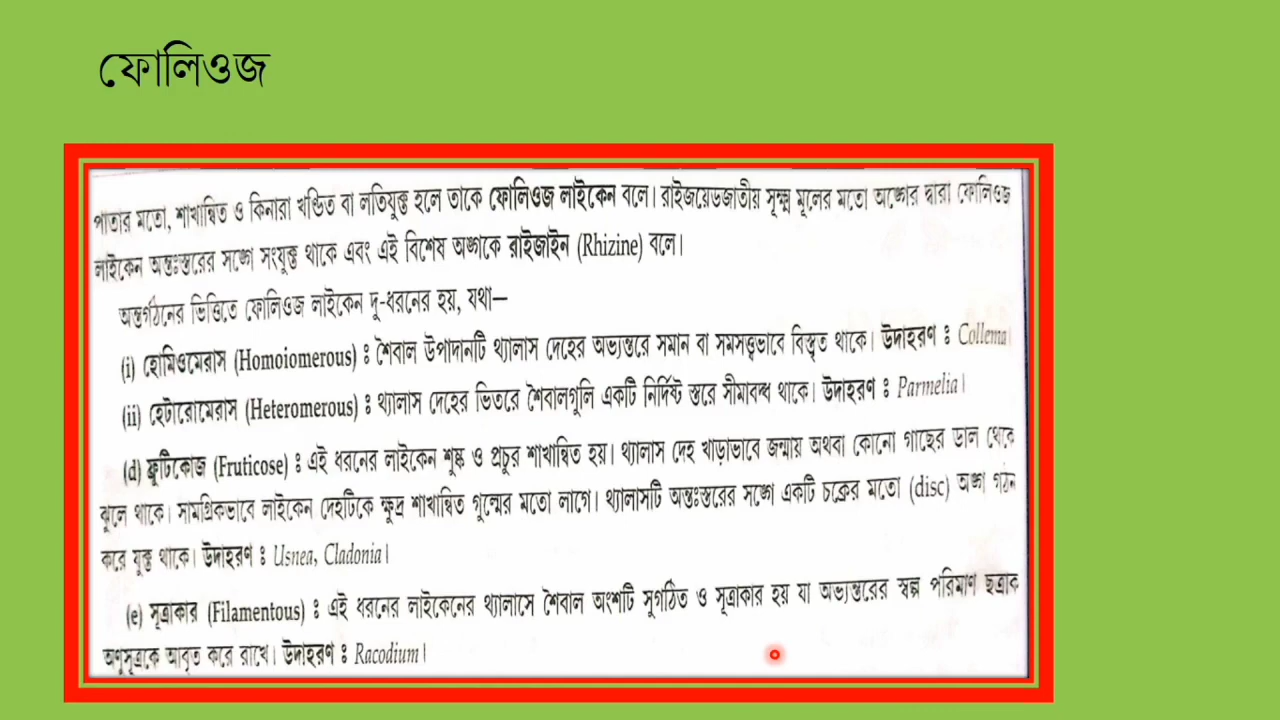 ফোলিওজ
পাতার মতো, শাখান্বিত ও কিনারা খণ্ডিত বা লতিযুক্ত হলে তাকে ফোলিওজ লাইকেন বলে। রাইজয়েডজাতীয় সূক্ষ্ম মূলের মতো অঙ্গের দ্বারা ফোলিওজ
লাইকেন অন্তঃস্তরের সঙ্গে সংযুক্ত থাকে এবং এই বিশেষ অঙ্গকে রাইজাইন (Rhizine) বলে।
অন্তর্গঠনের ভিত্তিতে ফোলিওজ লাইকেন দু-ধরনের হয়, যথা—
(i) হোমিওমেরাস (Homoiomerous) ঃ শৈবাল উপাদানটি থ্যালাস দেহের অভ্যন্তরে সমান বা সমসত্ত্বভাবে বিস্তৃত থাকে। উদাহরণ ঃ Collema।
(ii) হেটারোমেরাস (Heteromerous) ঃ থ্যালাস দেহের ভিতরে শৈবালগুলি একটি নির্দিষ্ট স্তরে সীমাবদ্ধ থাকে। উদাহরণ ঃ Parmelia।
(d) ফ্রুটিকোজ (Fruticose) ঃ এই ধরনের লাইকেন শুষ্ক ও প্রচুর শাখান্বিত হয়। থ্যালাস দেহ খাড়াভাবে জন্মায় অথবা কোনো গাছের ডাল থেকে
ঝুলে থাকে। সামগ্রিকভাবে লাইকেন দেহটিকে ক্ষুদ্র শাখান্বিত গুল্মের মতো লাগে। থ্যালাসটি অন্তঃস্তরের সঙ্গে একটি চক্রের মতো (disc) অঙ্গ গঠন
করে যুক্ত থাকে। উদাহরণ ঃ Usnea, Cladonia।
(e) সূত্রাকার (Filamentous) ঃ এই ধরনের লাইকেনের থ্যালাসে শৈবাল অংশটি সুগঠিত ও সূত্রাকার হয় যা অভ্যন্তরের স্বল্প পরিমাণ ছত্রাক
অণুসূত্রকে আবৃত করে রাখে। উদাহরণ ঃ Racodium।